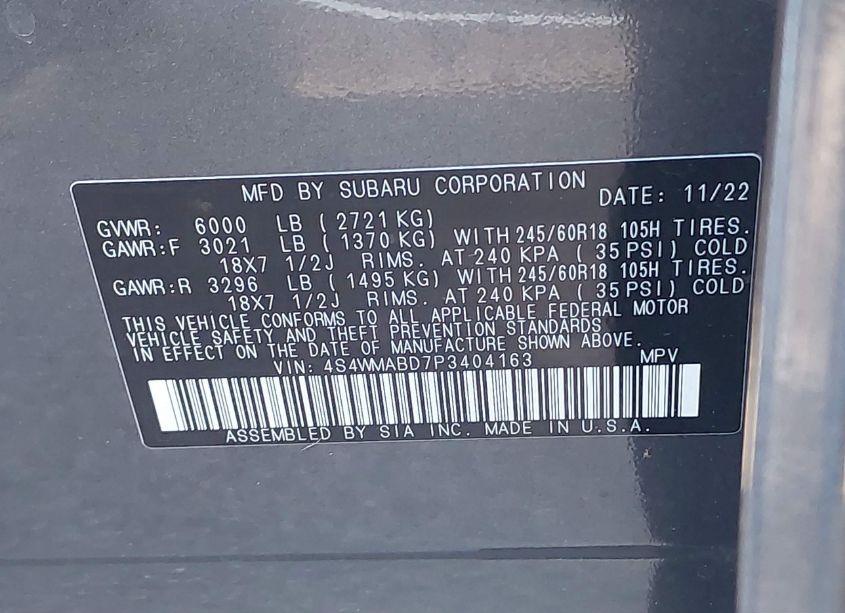 MFD BY SUBARU CORPORATION DATE: 11/22
GVWR: 6000 LB ( 2721 KG)
GAWR:F 3021 LB ( 1370 KG) WITH 245/60R18 105H TIRES.
18X7 1/2J RIMS. AT 240 KPA ( 35 PSI) COLD
GAWR:R 3296 LB ( 1495 KG) WITH 245/60R18 105H TIRES.
18X7 1/2J RIMS. AT 240 KPA ( 35 PSI) COLD
THIS VEHICLE CONFORMS TO ALL APPLICABLE FEDERAL MOTOR
VEHICLE SAFETY AND THEFT PREVENTION STANDARDS
IN EFFECT ON THE DATE OF MANUFACTURE SHOWN ABOVE.
VIN: 4S4WMABD7P3404163 MPV
ASSEMBLED BY SIA INC. MADE IN U.S.A.